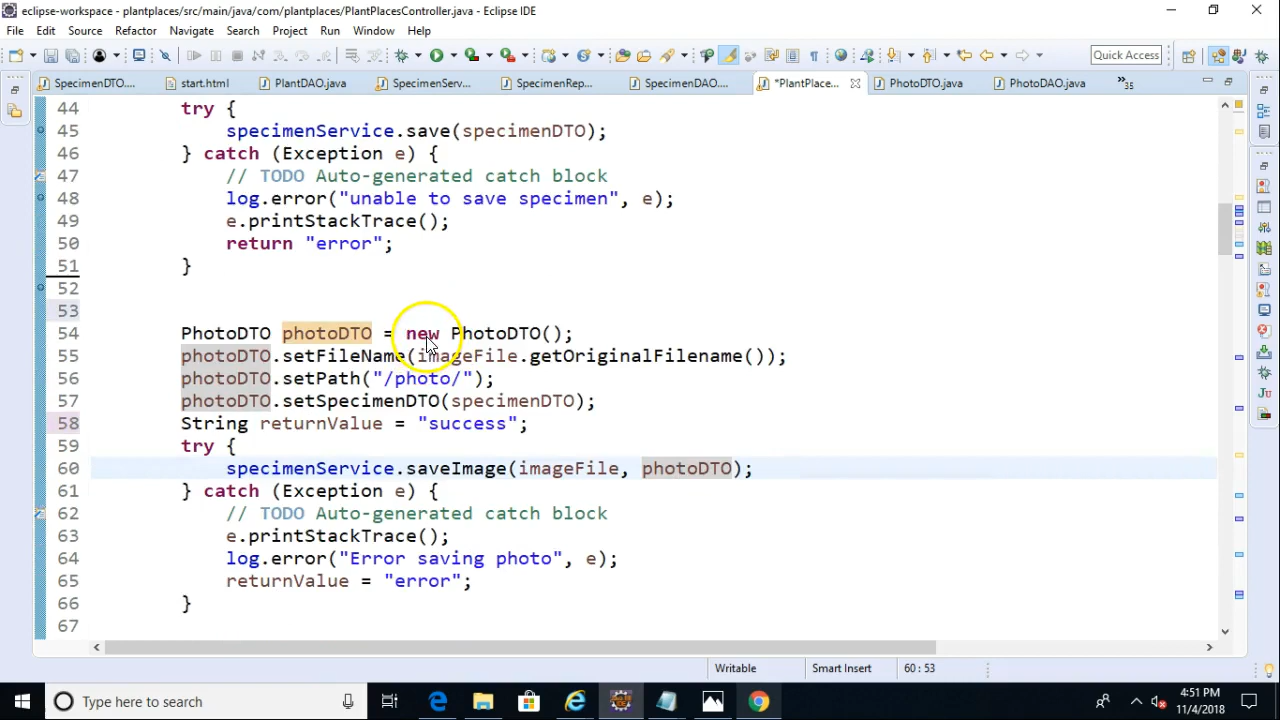 eclipse-workspace - plantplaces/src/main/java/com/plantplaces/PlantPlacesController.java - Eclipse IDE
File Edit Source Refactor Navigate Search Project Run Window Help
Quick Access
SpecimenDTO.... start.html PlantDAO.java SpecimenServ... SpecimenRep... SpecimenDAO.... *PlantPlace... PhotoDTO.java PhotoDAO.java »35
44 try {
45 specimenService.save(specimenDTO);
46 } catch (Exception e) {
47 // TODO Auto-generated catch block
48 log.error("unable to save specimen", e);
49 e.printStackTrace();
50 return "error";
51 }
52
53
54 PhotoDTO photoDTO = new PhotoDTO();
55 photoDTO.setFileName(imageFile.getOriginalFilename());
56 photoDTO.setPath("/photo/");
57 photoDTO.setSpecimenDTO(specimenDTO);
58 String returnValue = "success";
59 try {
60 specimenService.saveImage(imageFile, photoDTO);
61 } catch (Exception e) {
62 // TODO Auto-generated catch block
63 e.printStackTrace();
64 log.error("Error saving photo", e);
65 returnValue = "error";
66 }
67
Writable Smart Insert 60 : 53
Type here to search
4:51 PM
11/4/2018